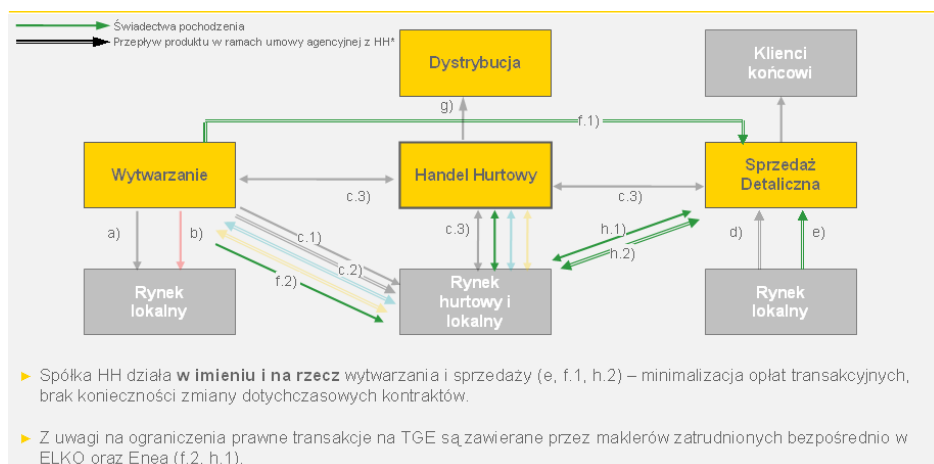 Świadectwa pochodzenia
Przepływ produktu w ramach umowy agencyjnej z HH*
Dystrybucja
Klienci
końcowi
g)
f.1)
Wytwarzanie
Handel Hurtowy
Sprzedaż
Detaliczna
c.3)
c.3)
a)
b)
c.1)
c.2)
f.2)
c.3)
h.1)
h.2)
d)
e)
Rynek
lokalny
Rynek
hurtowy i
lokalny
Rynek
lokalny
► Spółka HH działa w imieniu i na rzecz wytwarzania i sprzedaży (e, f.1, h.2) – minimalizacja opłat transakcyjnych,
brak konieczności zmiany dotychczasowych kontraktów.
► Z uwagi na ograniczenia prawne transakcje na TGE są zawierane przez maklerów zatrudnionych bezpośrednio w
ELKO oraz Enea (f.2, h.1).